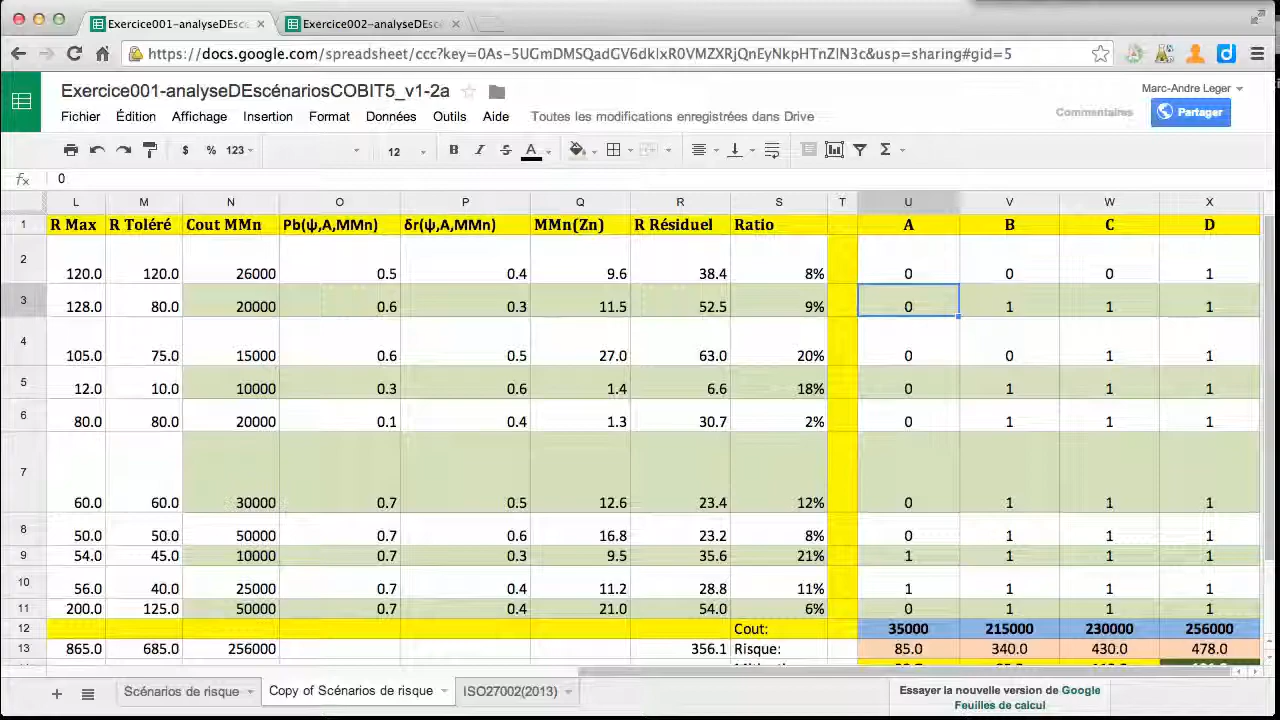 Exercice001-analyseDEsc
Exercice002-analyseDEsc
https://docs.google.com/spreadsheet/ccc?key=0As-5UGmDMSQadGV6dklxR0VMZXRjQnEyNkpHTnZlN3c&usp=sharing#gid=5
Exercice001-analyseDEscénariosCOBIT5_v1-2a
Marc-Andre Leger
Fichier Édition Affichage Insertion Format Données Outils Aide Toutes les modifications enregistrées dans Drive
Commentaires Partager
$ % 123 12 B I S A Σ
fx 0
L M N O P Q R S T U V W X
1 R Max R Toléré Cout MMn Pb(ψ,A,MMn) δr(ψ,A,MMn) MMn(Zn) R Résiduel Ratio A B C D
2 120.0 120.0 26000 0.5 0.4 9.6 38.4 8% 0 0 0 1
3 128.0 80.0 20000 0.6 0.3 11.5 52.5 9% 0 1 1 1
4 105.0 75.0 15000 0.6 0.5 27.0 63.0 20% 0 0 1 1
5 12.0 10.0 10000 0.3 0.6 1.4 6.6 18% 0 1 1 1
6 80.0 80.0 20000 0.1 0.4 1.3 30.7 2% 0 1 1 1
7 60.0 60.0 30000 0.7 0.5 12.6 23.4 12% 0 1 1 1
8 50.0 50.0 50000 0.7 0.6 16.8 23.2 8% 0 1 1 1
9 54.0 45.0 10000 0.7 0.3 9.5 35.6 21% 1 1 1 1
10 56.0 40.0 25000 0.7 0.4 11.2 28.8 11% 1 1 1 1
11 200.0 125.0 50000 0.7 0.4 21.0 54.0 6% 0 1 1 1
12 Cout: 35000 215000 230000 256000
13 865.0 685.0 256000 356.1 Risque: 85.0 340.0 430.0 478.0
Scénarios de risque Copy of Scénarios de risque ISO27002(2013)
Essayer la nouvelle version de Google
Feuilles de calcul